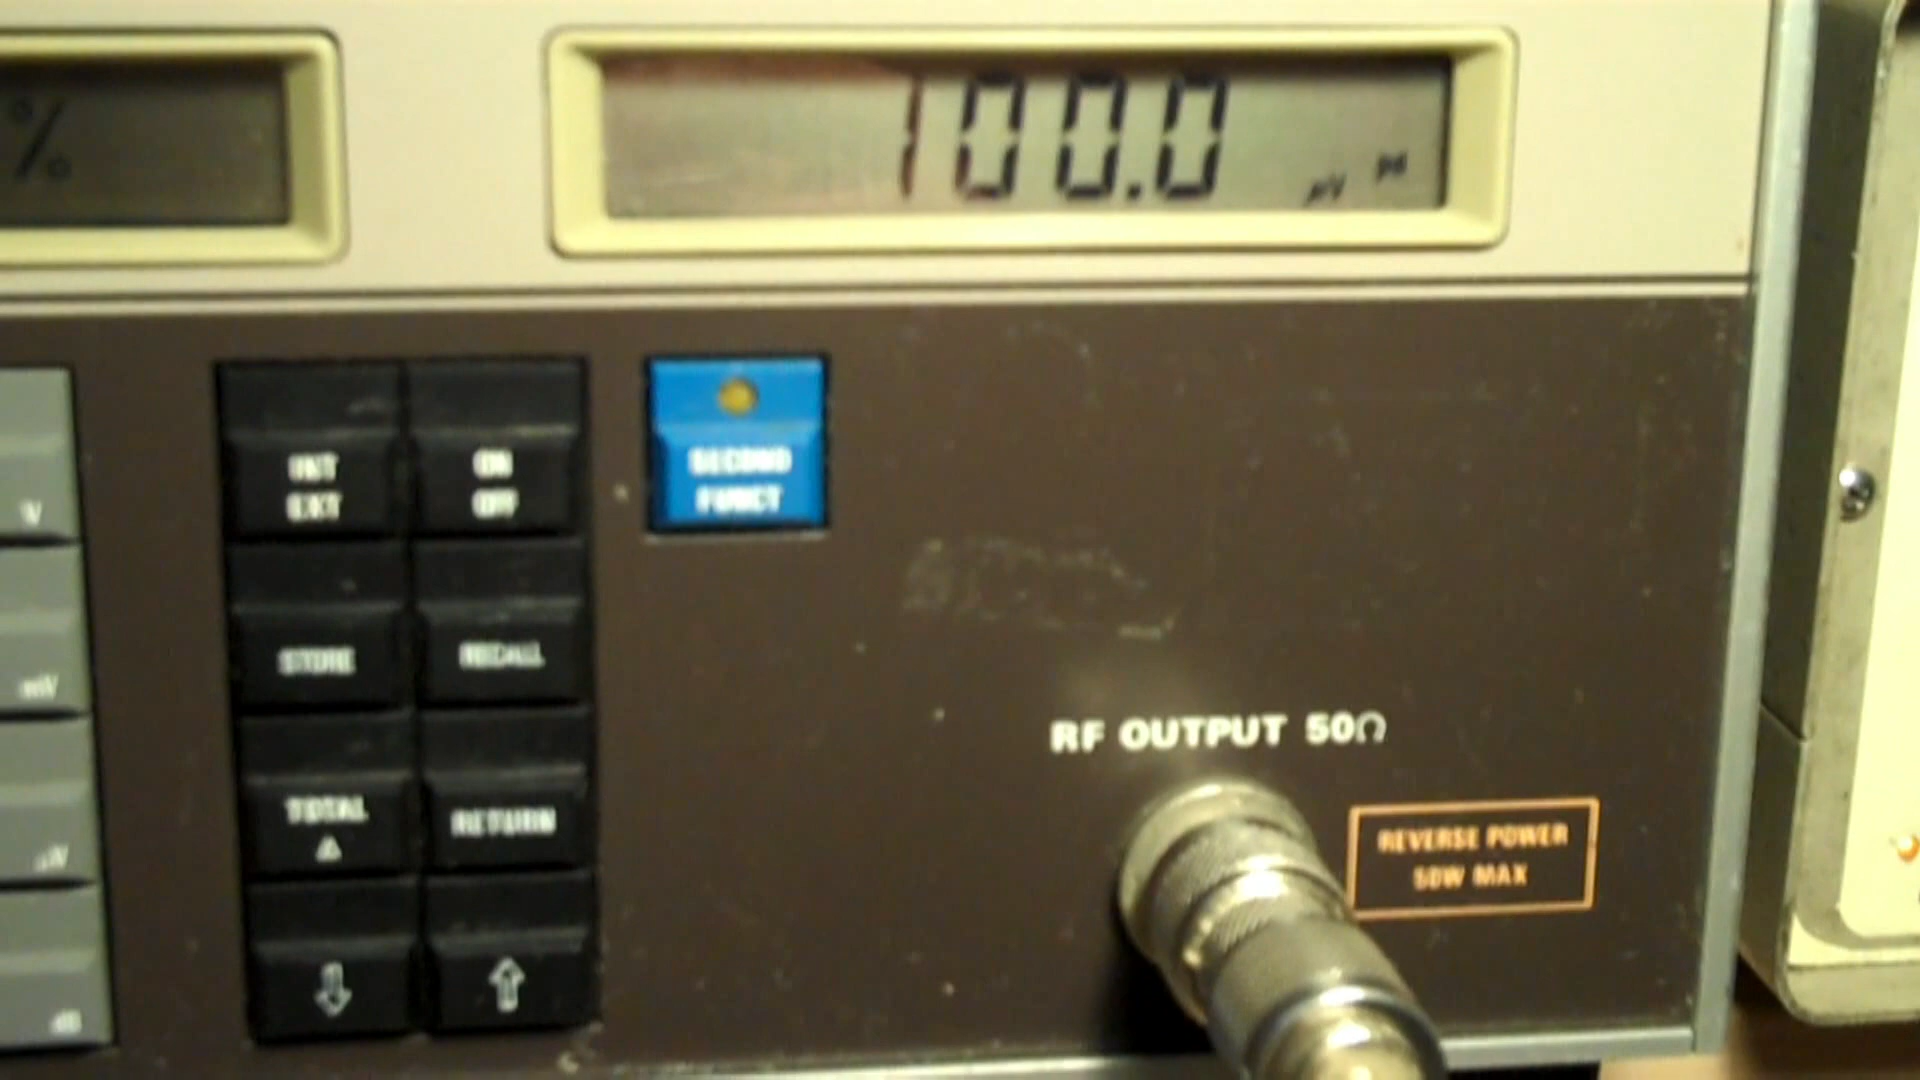 %
100.0
µV pd
V
INT
EXT
ON
OFF
SECOND
FUNCT
mV
STORE
RECALL
RF OUTPUT 50Ω
µV
TOTAL
Δ
RETURN
REVERSE POWER
50W MAX
dB